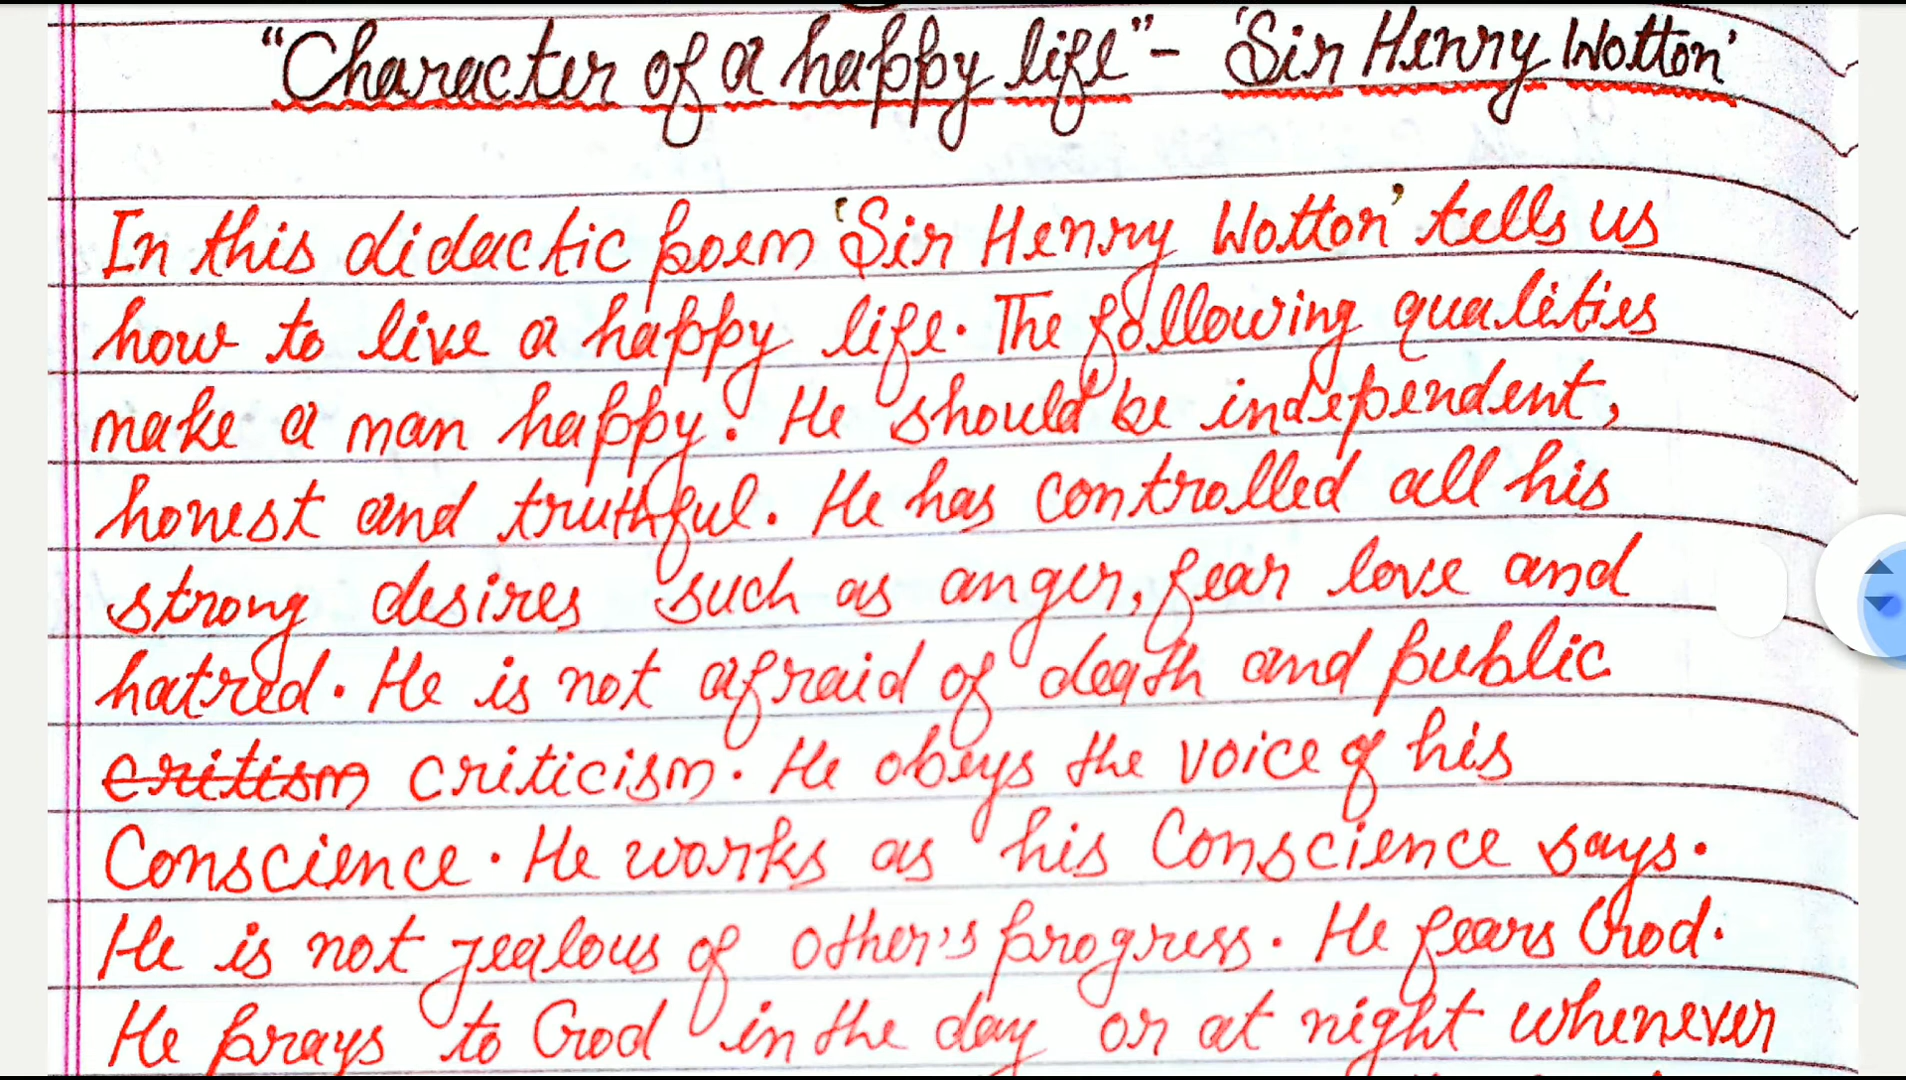 "Character of a happy life" - 'Sir Henry Wotton'
In this didactic poem 'Sir Henry Wotton' tells us
how to live a happy life. The following qualities
make a man happy. He should be independent,
honest and truthful. He has controlled all his
strong desires such as anger, fear love and
hatred. He is not afraid of death and public
critism criticism. He obeys the voice of his
Conscience. He works as his Conscience says.
He is not jealous of other's progress. He fears God.
He prays to God in the day or at night whenever